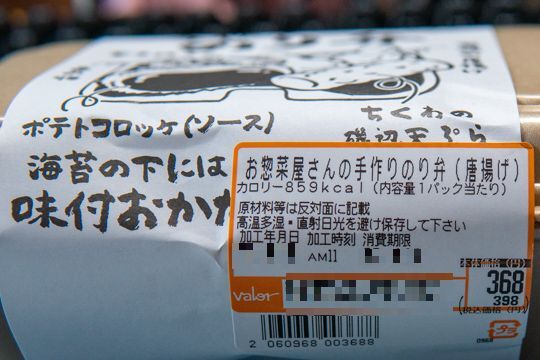 ポテトコロッケ(ソース)
ちくわの
磯辺天ぷら
海苔の下には
味付おかか
お惣菜屋さんの手作りのり弁(唐揚げ)
カロリー859kcal(内容量1パック当たり)
原材料等は反対面に記載
高温多湿・直射日光を避け保存して下さい
加工年月日 加工時刻 消費期限
AM11
本体価格(円)
368
398
(税込価格(円))
valor
2 060968 003688
プラ
0968